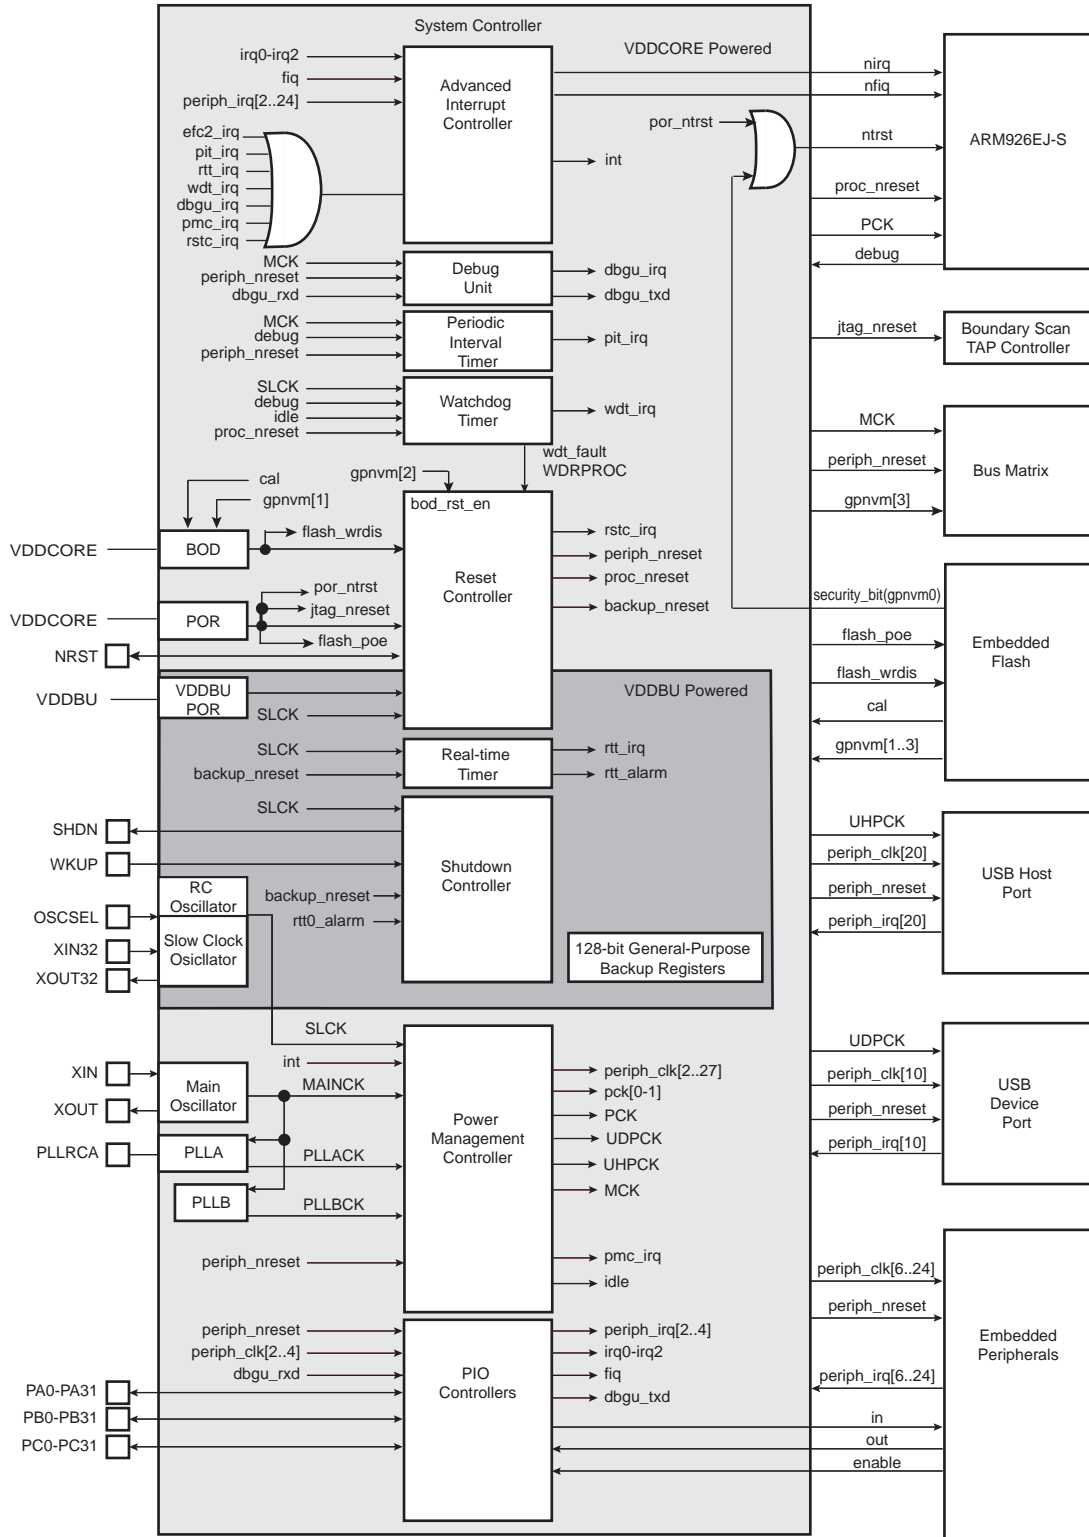 System Controller
VDDCORE Powered
irq0-irq2
fiq
periph_irq[2..24]
efc2_irq
pit_irq
rtt_irq
wdt_irq
dbgu_irq
pmc_irq
rstc_irq
Advanced
Interrupt
Controller
int
por_ntrst
nirq
nfiq
ntrst
proc_nreset
PCK
debug
ARM926EJ-S
MCK
periph_nreset
dbgu_rxd
Debug
Unit
dbgu_irq
dbgu_txd
MCK
debug
periph_nreset
Periodic
Interval
Timer
pit_irq
jtag_nreset
Boundary Scan
TAP Controller
SLCK
debug
idle
proc_nreset
Watchdog
Timer
wdt_irq
wdt_fault
WDRPROC
MCK
periph_nreset
gpnvm[3]
Bus Matrix
cal
gpnvm[1]
gpnvm[2]
bod_rst_en
VDDCORE
BOD
flash_wrdis
Reset
Controller
rstc_irq
periph_nreset
proc_nreset
backup_nreset
VDDCORE
POR
por_ntrst
jtag_nreset
flash_poe
NRST
security_bit(gpnvm0)
flash_poe
flash_wrdis
cal
gpnvm[1..3]
Embedded
Flash
VDDBU
VDDBU
POR
SLCK
VDDBU Powered
SLCK
backup_nreset
Real-time
Timer
rtt_irq
rtt_alarm
SLCK
SHDN
WKUP
backup_nreset
rtt0_alarm
Shutdown
Controller
128-bit General-Purpose
Backup Registers
RC
Oscillator
Slow Clock
Osicllator
OSCSEL
XIN32
XOUT32
UHPCK
periph_clk[20]
periph_nreset
periph_irq[20]
USB Host
Port
SLCK
int
XIN
XOUT
Main
Oscillator
MAINCK
PLLRCA
PLLA
PLLACK
PLLB
PLLBCK
periph_nreset
Power
Management
Controller
periph_clk[2..27]
pck[0-1]
PCK
UDPCK
UHPCK
MCK
pmc_irq
idle
UDPCK
periph_clk[10]
periph_nreset
periph_irq[10]
USB
Device
Port
periph_nreset
periph_clk[2..4]
dbgu_rxd
PA0-PA31
PB0-PB31
PC0-PC31
PIO
Controllers
periph_irq[2..4]
irq0-irq2
fiq
dbgu_txd
periph_clk[6..24]
periph_nreset
periph_irq[6..24]
in
out
enable
Embedded
Peripherals